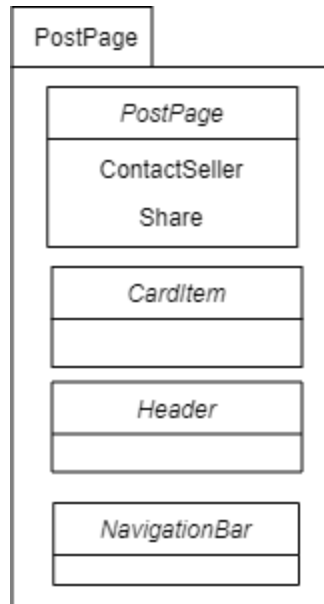 PostPage
PostPage
ContactSeller
Share
CardItem
Header
NavigationBar